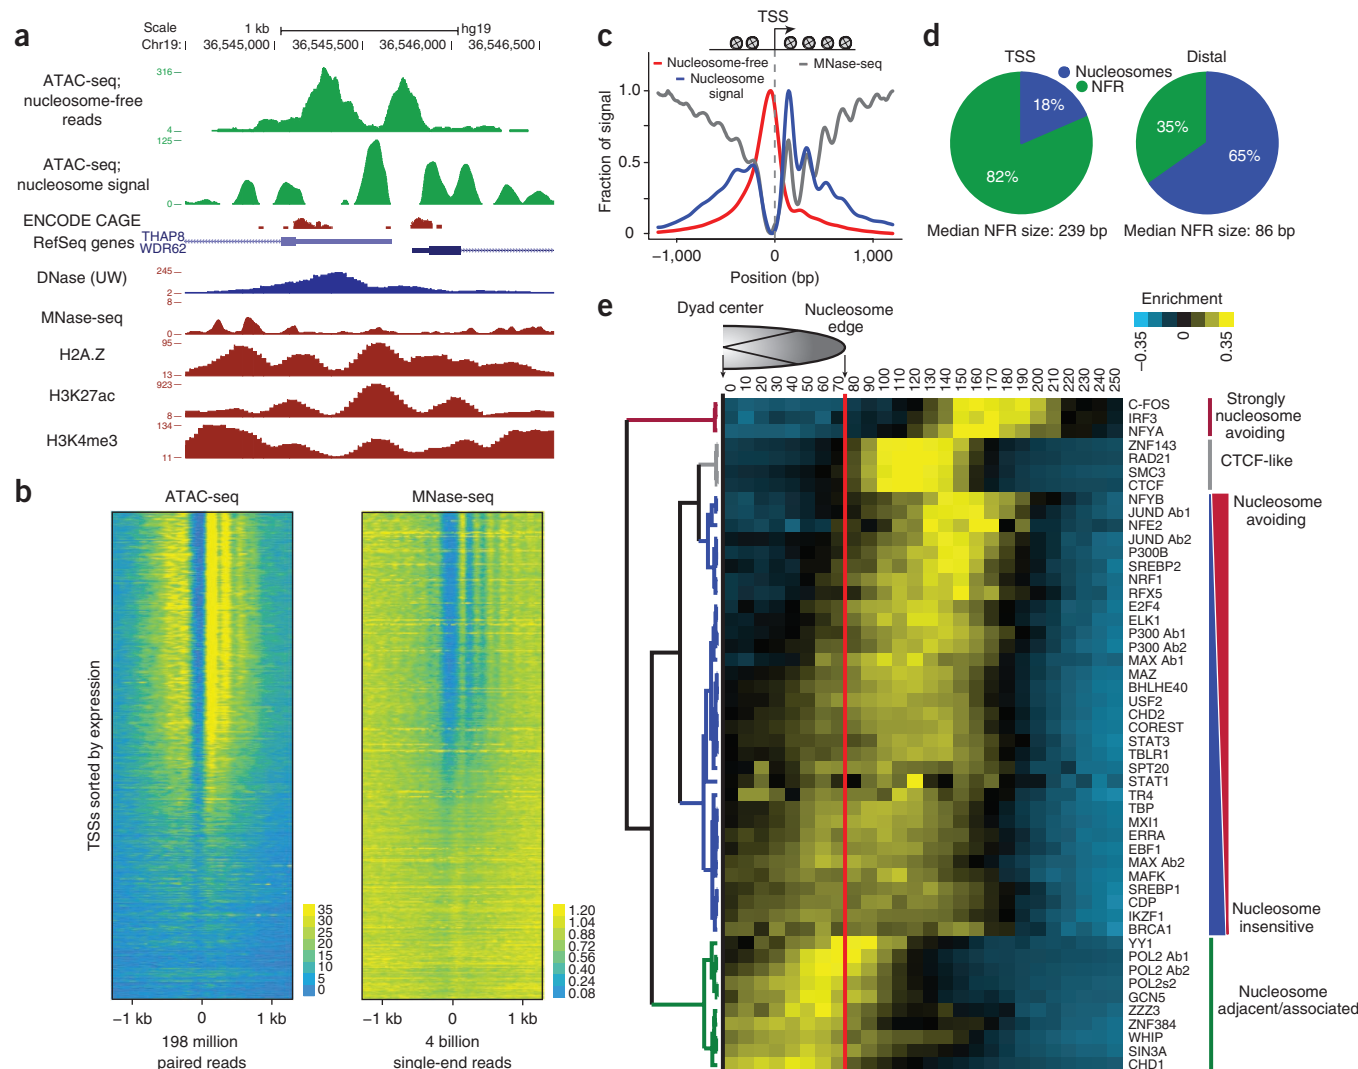 a
Scale 1 kb hg19
Chr19: 36,545,000 36,545,500 36,546,000 36,546,500
ATAC-seq;
nucleosome-free
reads
316
4
ATAC-seq;
nucleosome signal
125
0
ENCODE CAGE
RefSeq genes
THAP8
WDR62
DNase (UW)
245
2
MNase-seq
8
0
H2A.Z
95
13
H3K27ac
923
8
H3K4me3
134
11
b
ATAC-seq
MNase-seq
TSSs sorted by expression
35
30
25
20
15
10
5
0
1.20
1.04
0.88
0.72
0.56
0.40
0.24
0.08
−1 kb 0 1 kb
−1 kb 0 1 kb
198 million
paired reads
4 billion
single-end reads
c
TSS
Nucleosome-free
Nucleosome
signal
MNase-seq
Fraction of signal
1.0
0.5
0
−1,000 0 1,000
Position (bp)
d
TSS
Nucleosomes
NFR
Distal
18%
82%
35%
65%
Median NFR size: 239 bp
Median NFR size: 86 bp
e
Dyad center
Nucleosome
edge
Enrichment
−0.35 0 0.35
0 10 20 30 40 50 60 70 80 90 100 110 120 130 140 150 160 170 180 190 200 210 220 230 240 250
C-FOS
IRF3
NFYA
ZNF143
RAD21
SMC3
CTCF
NFYB
JUND Ab1
NFE2
JUND Ab2
P300B
SREBP2
NRF1
RFX5
E2F4
ELK1
P300 Ab1
P300 Ab2
MAX Ab1
MAZ
BHLHE40
USF2
CHD2
COREST
STAT3
TBLR1
SPT20
STAT1
TR4
TBP
MXI1
ERRA
EBF1
MAX Ab2
MAFK
SREBP1
CDP
IKZF1
BRCA1
YY1
POL2 Ab1
POL2 Ab2
POL2s2
GCN5
ZZZ3
ZNF384
WHIP
SIN3A
CHD1
Strongly
nucleosome
avoiding
CTCF-like
Nucleosome
avoiding
Nucleosome
insensitive
Nucleosome
adjacent/associated